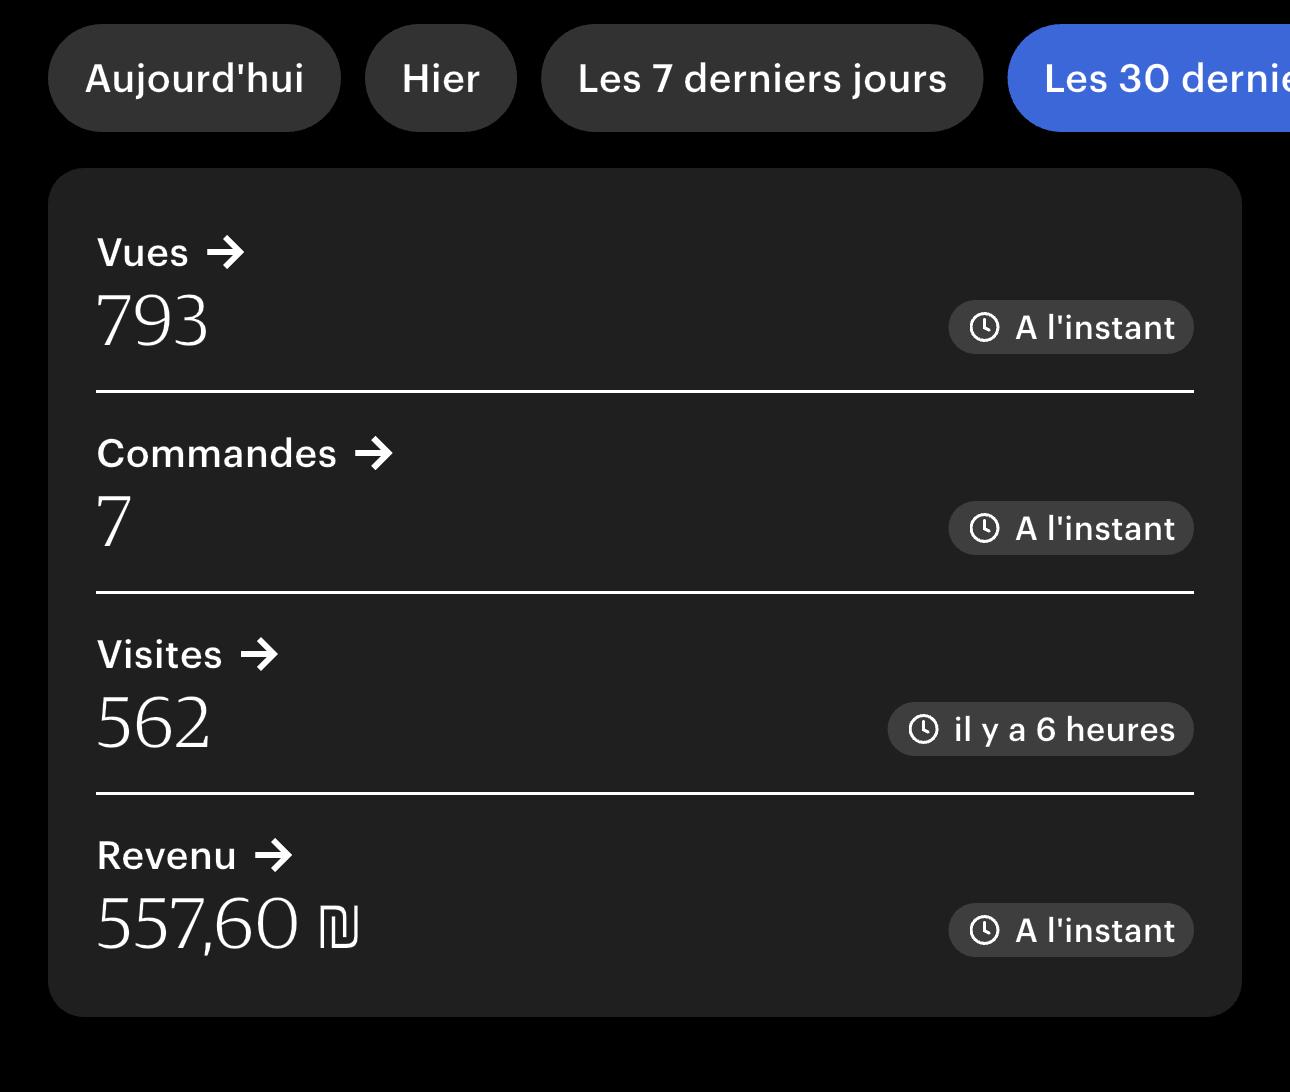 Aujourd'hui Hier Les 7 derniers jours Les 30 dernie
Vues →
793 A l'instant
Commandes →
7 A l'instant
Visites →
562 il y a 6 heures
Revenu →
557,60 ₪ A l'instant